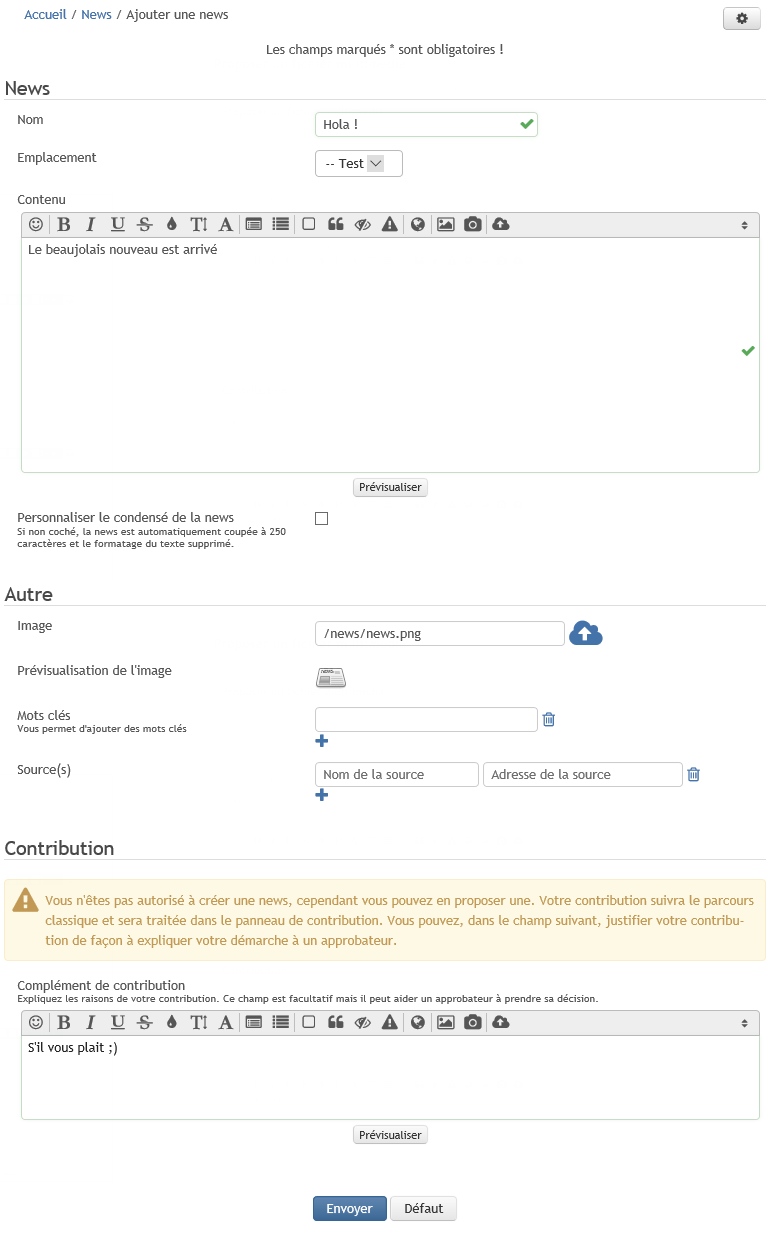 Accueil / News / Ajouter une news
Les champs marqués * sont obligatoires !
News
Nom
Hola !
Emplacement
-- Test
Contenu
Le beaujolais nouveau est arrivé
Prévisualiser
Personnaliser le condensé de la news
Si non coché, la news est automatiquement coupée à 250
caractères et le formatage du texte supprimé.
Autre
Image
/news/news.png
Prévisualisation de l'image
Mots clés
Vous permet d'ajouter des mots clés
Source(s)
Nom de la source
Adresse de la source
Contribution
Vous n'êtes pas autorisé à créer une news, cependant vous pouvez en proposer une. Votre contribution suivra le parcours
classique et sera traitée dans le panneau de contribution. Vous pouvez, dans le champ suivant, justifier votre contribu-
tion de façon à expliquer votre démarche à un approbateur.
Complément de contribution
Expliquez les raisons de votre contribution. Ce champ est facultatif mais il peut aider un approbateur à prendre sa décision.
S'il vous plait ;)
Prévisualiser
Envoyer
Défaut